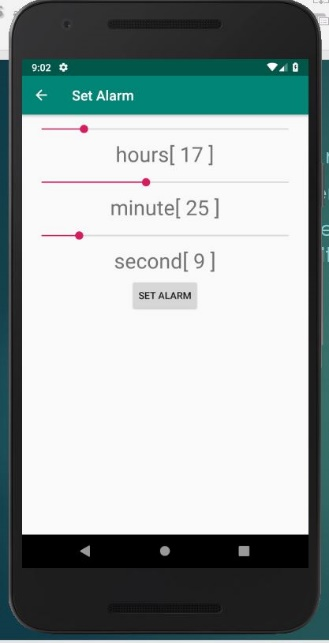 9:02
Set Alarm
hours[ 17 ]
minute[ 25 ]
second[ 9 ]
SET ALARM